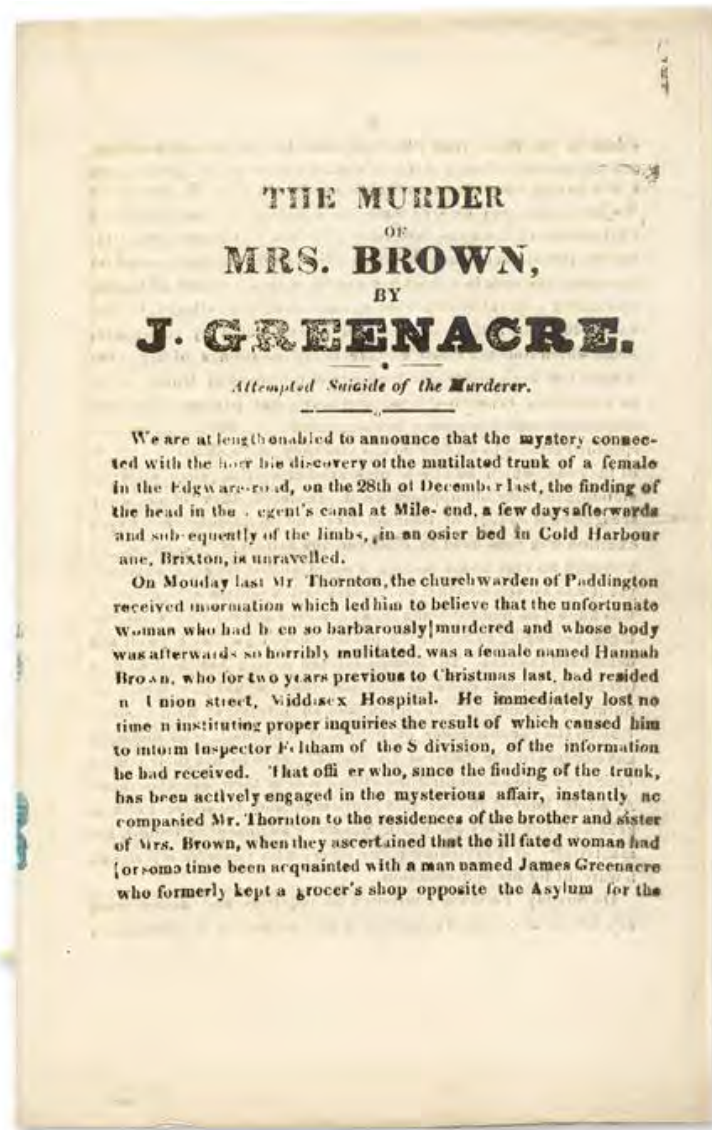 THE MURDER
OF
MRS. BROWN,
BY
J. GREENACRE.
Attempted Suicide of the Murderer.
We are at length enabled to announce that the mystery connec-
ted with the discovery of the mutilated trunk of a female
in the Edgware-road, on the 28th of December last, the finding of
the head in the egent's canal at Mile- end, a few days afterwards
and subsequently of the limbs, in an osier bed in Cold Harbour
ane, Brixton, is unravelled.
On Monday last Mr. Thornton, the churchwarden of Paddington
received information which led him to believe that the unfortunate
woman who had been so barbarously murdered and whose body
was afterwards so horribly mulitated, was a female named Hannah
Brown, who for two years previous to Christmas last, had resided
n Union street, Middlsex Hospital. He immediately lost no
time n instituting proper inquiries the result of which caused him
to inform Inspector Feltham of the S division, of the information
he had received. That offi er who, since the finding of the trunk,
has been actively engaged in the mysterious affair, instantly ac
companied Mr. Thornton to the residences of the brother and sister
of Mrs. Brown, when they ascertained that the ill fated woman had
for some time been acquainted with a man named James Greenacre
who formerly kept a grocer's shop opposite the Asylum for the